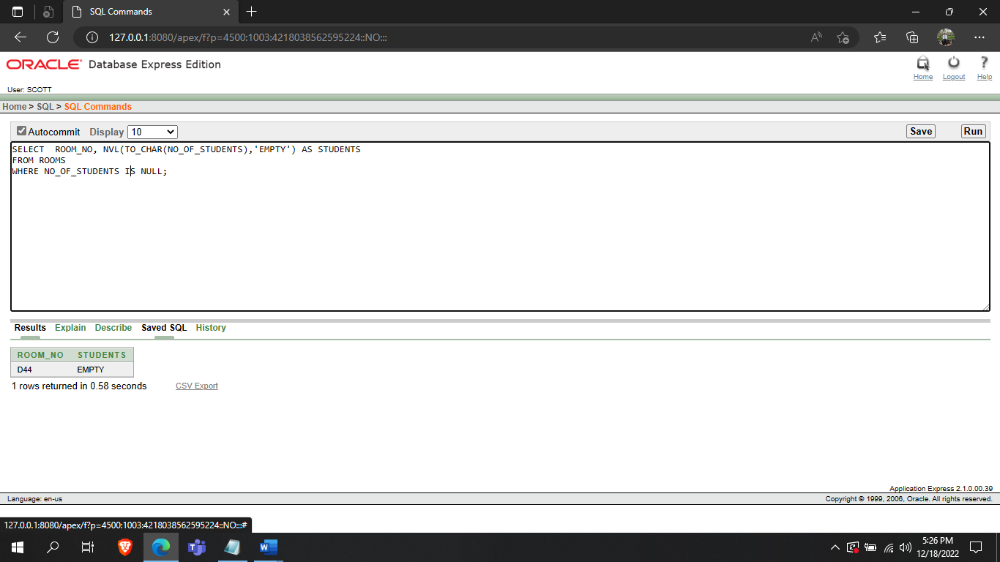 SQL Commands
127.0.0.1:8080/apex/f?p=4500:1003:4218038562595224::NO:::
ORACLE Database Express Edition
Home Logout Help
User: SCOTT
Home > SQL > SQL Commands
Autocommit Display 10 Save Run
SELECT  ROOM_NO, NVL(TO_CHAR(NO_OF_STUDENTS),'EMPTY') AS STUDENTS
FROM ROOMS
WHERE NO_OF_STUDENTS IS NULL;
Results Explain Describe Saved SQL History
ROOM_NO STUDENTS
D44 EMPTY
1 rows returned in 0.58 seconds CSV Export
Application Express 2.1.0.00.39
Language: en-us Copyright © 1999, 2006, Oracle. All rights reserved.
127.0.0.1:8080/apex/f?p=4500:1003:4218038562595224::NO:::#
5:26 PM
12/18/2022